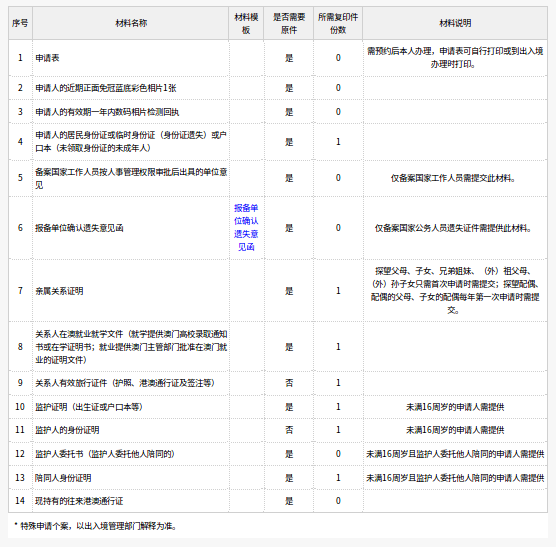 序号 材料名称 材料模板 是否需要原件 所需复印件份数 材料说明
1 申请表 是 0 需预约后本人办理，申请表可自行打印或到出入境
办理时打印。
2 申请人的近期正面免冠蓝底彩色相片1张 是 0
3 申请人的有效期一年内数码相片检测回执 是 0
4 申请人的居民身份证或临时身份证（身份证遗失）或户
口本（未领取身份证的未成年人） 是 1
5 备案国家工作人员按人事管理权限审批后出具的单位意
见 是 0 仅备案国家工作人员需提交此材料。
6 报备单位确认遗失意见函 报备单
位确认
遗失意
见函 是 0 仅备案国家公务人员遗失证件需提供此材料。
7 亲属关系证明 是 1 探望父母、子女、兄弟姐妹、（外）祖父母、
（外）孙子女只需首次申请时需提交；探望配偶、
配偶的父母、子女的配偶每年第一次申请时需提
交。
8 关系人在澳就业就学文件（就学提供澳门高校录取通知
书或在学证明书；就业提供澳门主管部门批准在澳门就
业的证明文件） 是 1
9 关系人有效旅行证件（护照、港澳通行证及签注等） 否 1
10 监护证明（出生证或户口本等） 是 1 未满16周岁的申请人需提供
11 监护人的身份证明 否 1 未满16周岁的申请人需提供
12 监护人委托书（监护人委托他人陪同的） 是 0 未满16周岁且监护人委托他人陪同的申请人需提供
13 陪同人身份证明 是 1 未满16周岁且监护人委托他人陪同的申请人需提供
14 现持有的往来港澳通行证 是 0
* 特殊申请个案，以出入境管理部门解释为准。